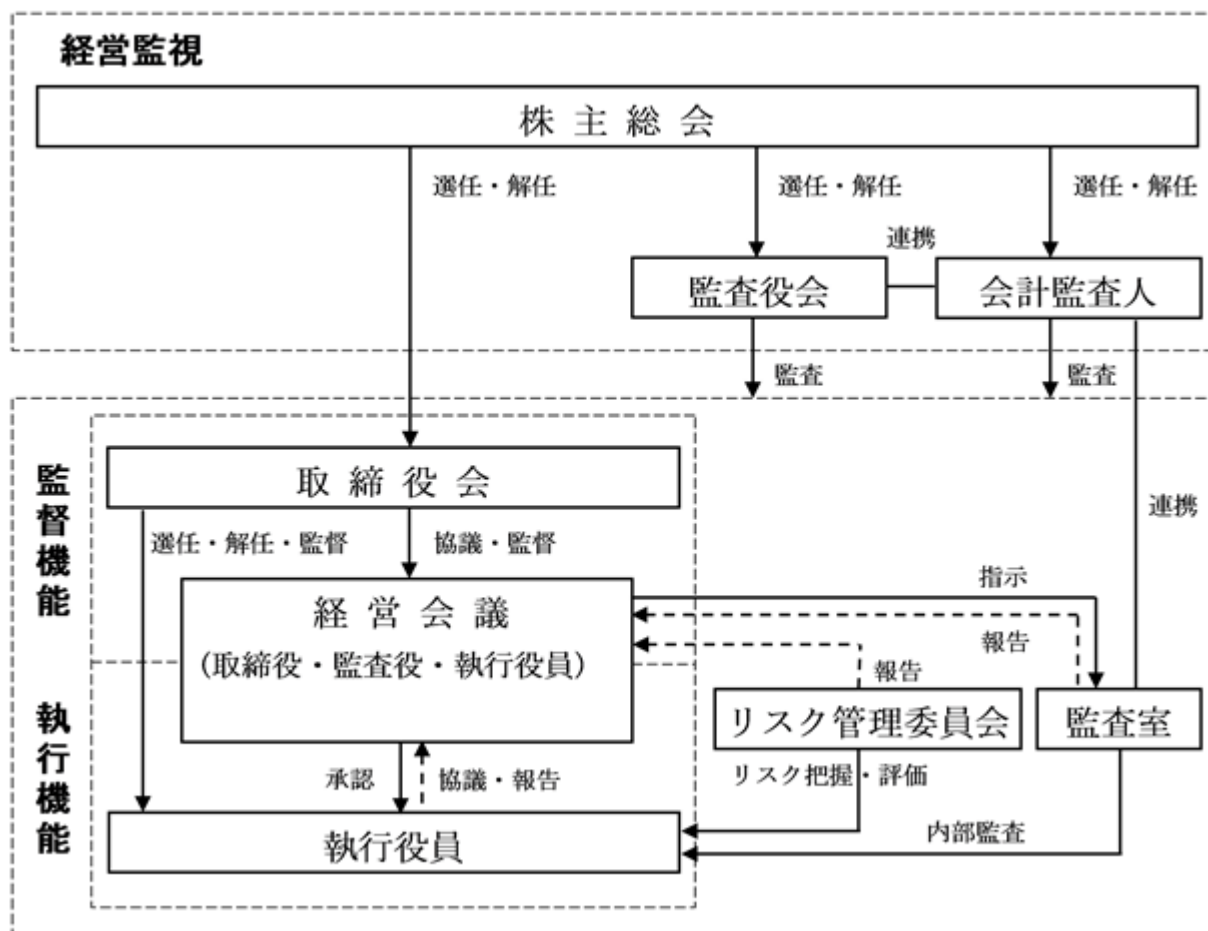 経営監視
株主総会
選任・解任
選任・解任
選任・解任
連携
監査役会
会計監査人
監査
監査
監督機能
取締役会
選任・解任・監督
協議・監督
連携
経営会議
(取締役・監査役・執行役員)
指示
報告
報告
執行機能
リスク管理委員会
監査室
承認
協議・報告
リスク把握・評価
内部監査
執行役員